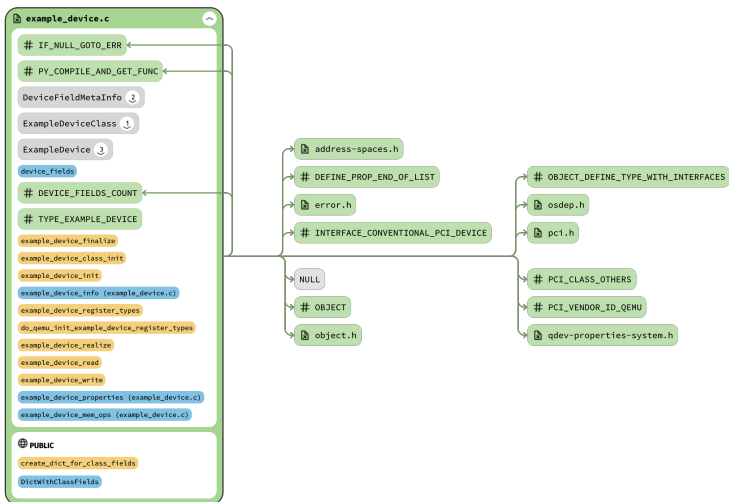 example_device.c
# IF_NULL_GOTO_ERR
# PY_COMPILE_AND_GET_FUNC
DeviceFieldMetaInfo 2
ExampleDeviceClass 1
ExampleDevice 3
device_fields
# DEVICE_FIELDS_COUNT
# TYPE_EXAMPLE_DEVICE
example_device_finalize
example_device_class_init
example_device_init
example_device_info (example_device.c)
example_device_register_types
do_qemu_init_example_device_register_types
example_device_realize
example_device_read
example_device_write
example_device_properties (example_device.c)
example_device_mem_ops (example_device.c)
PUBLIC
create_dict_for_class_fields
DictWithClassFields
address-spaces.h
# DEFINE_PROP_END_OF_LIST
error.h
# INTERFACE_CONVENTIONAL_PCI_DEVICE
NULL
# OBJECT
object.h
# OBJECT_DEFINE_TYPE_WITH_INTERFACES
osdep.h
pci.h
# PCI_CLASS_OTHERS
# PCI_VENDOR_ID_QEMU
qdev-properties-system.h